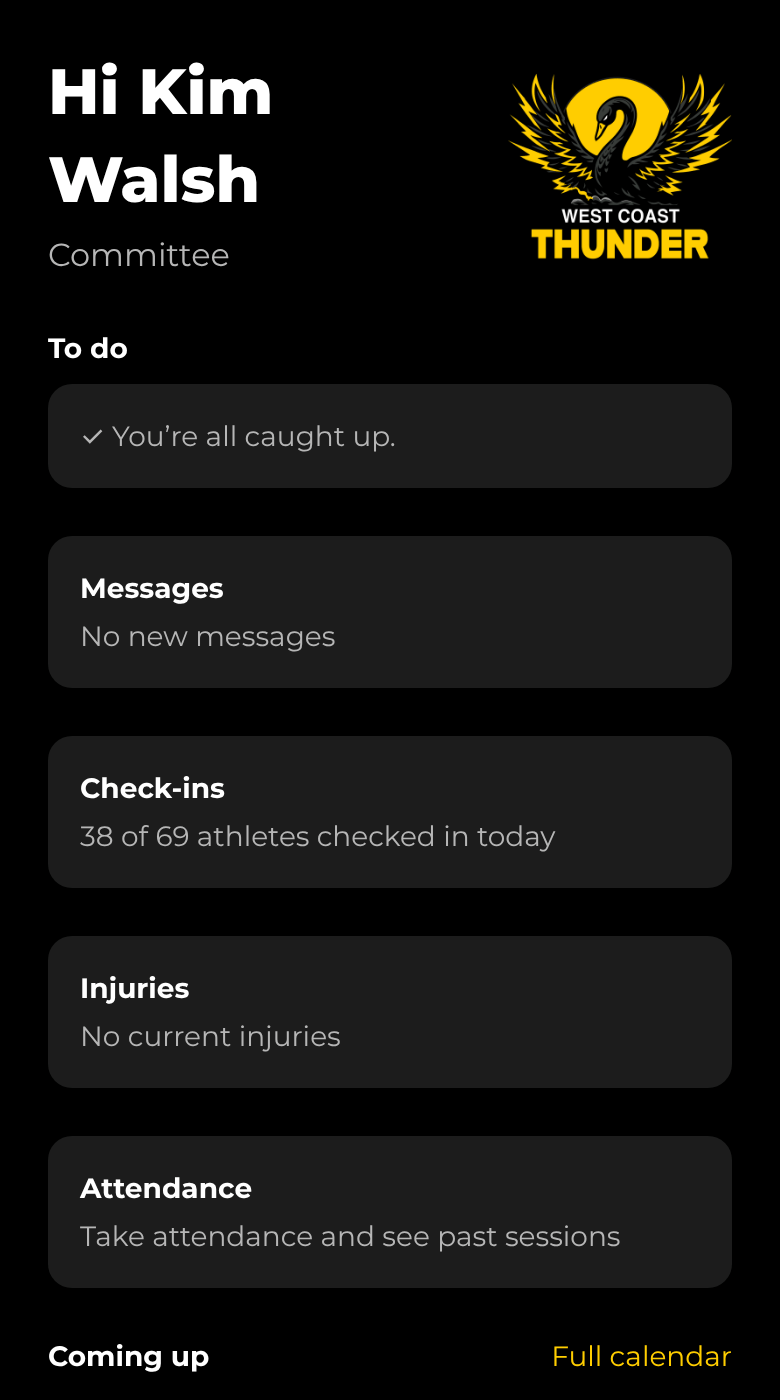 Hi Kim
Walsh
Committee
WEST COAST
THUNDER
To do
✓ You’re all caught up.
Messages
No new messages
Check-ins
38 of 69 athletes checked in today
Injuries
No current injuries
Attendance
Take attendance and see past sessions
Coming up
Full calendar